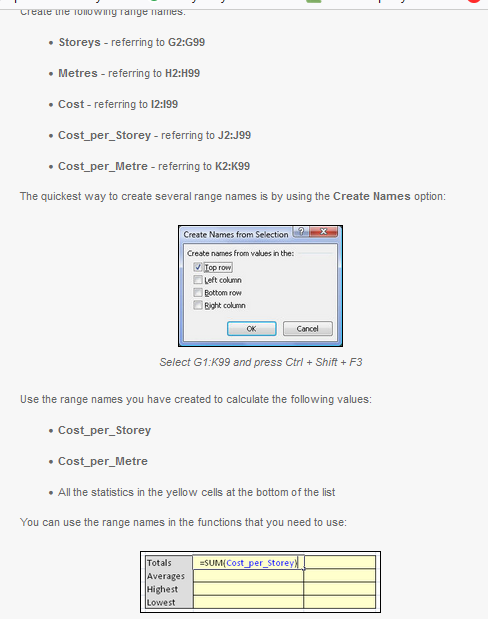 Create the following range names:
Storeys - referring to G2:G99
Metres - referring to H2:H99
Cost - referring to I2:I99
Cost_per_Storey - referring to J2:J99
Cost_per_Metre - referring to K2:K99
The quickest way to create several range names is by using the Create Names option:
Create Names from Selection
Create names from values in the:
Top row
Left column
Bottom row
Right column
OK Cancel
Select G1:K99 and press Ctrl + Shift + F3
Use the range names you have created to calculate the following values:
Cost_per_Storey
Cost_per_Metre
All the statistics in the yellow cells at the bottom of the list
You can use the range names in the functions that you need to use:
Totals =SUM(Cost_per_Storey)
Averages
Highest
Lowest